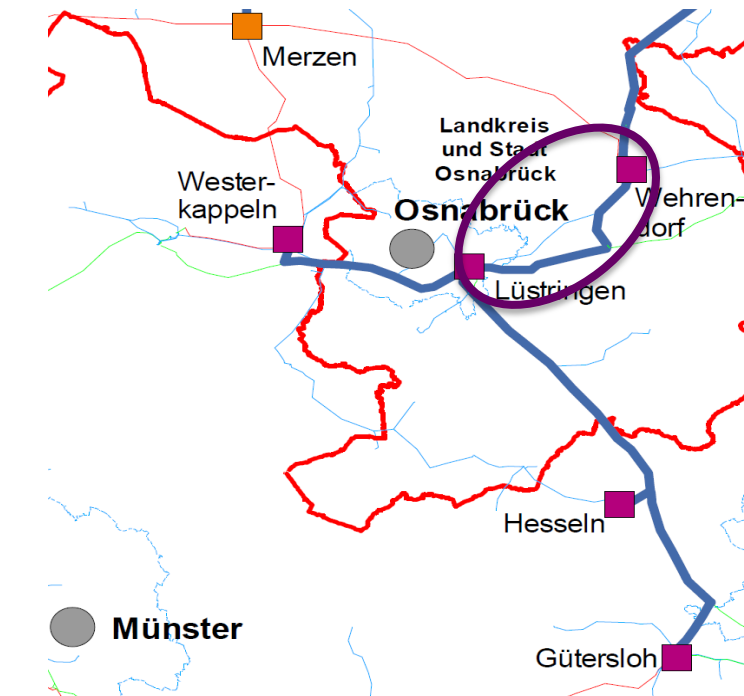 Merzen
Landkreis
und Stadt
Osnabrück
Wester-
kappeln
Osnabrück
Wehren-
dorf
Lüstringen
Hesseln
Münster
Gütersloh